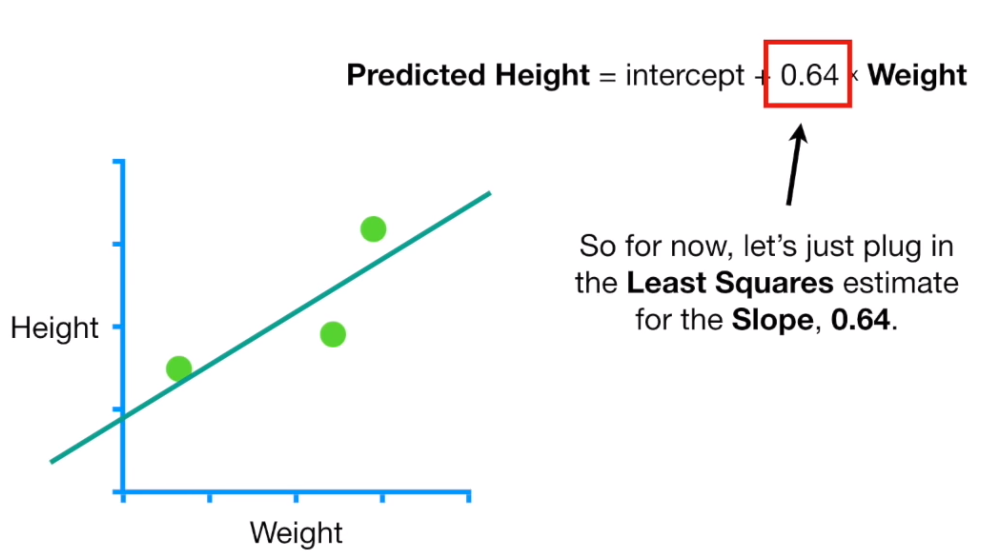 Predicted Height = intercept + 0.64 × Weight
So for now, let's just plug in
the Least Squares estimate
for the Slope, 0.64.
Height
Weight